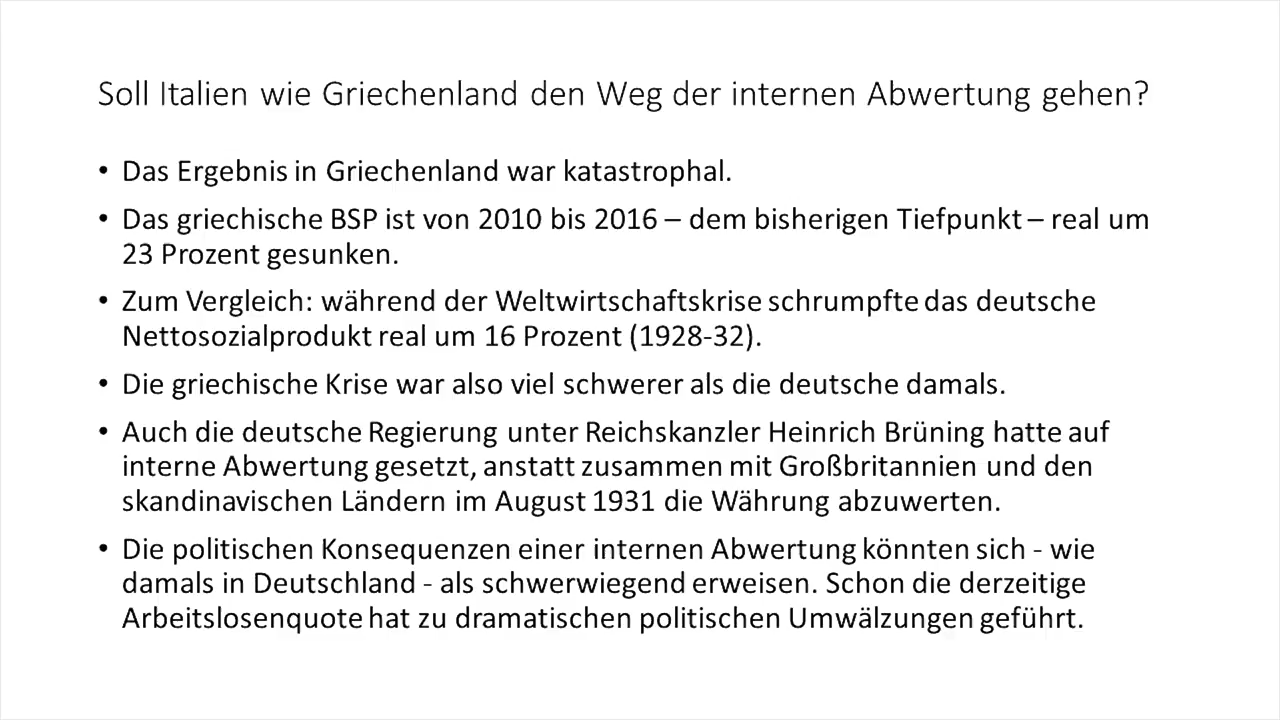 Soll Italien wie Griechenland den Weg der internen Abwertung gehen?
• Das Ergebnis in Griechenland war katastrophal.
• Das griechische BSP ist von 2010 bis 2016 – dem bisherigen Tiefpunkt – real um
23 Prozent gesunken.
• Zum Vergleich: während der Weltwirtschaftskrise schrumpfte das deutsche
Nettosozialprodukt real um 16 Prozent (1928-32).
• Die griechische Krise war also viel schwerer als die deutsche damals.
• Auch die deutsche Regierung unter Reichskanzler Heinrich Brüning hatte auf
interne Abwertung gesetzt, anstatt zusammen mit Großbritannien und den
skandinavischen Ländern im August 1931 die Währung abzuwerten.
• Die politischen Konsequenzen einer internen Abwertung könnten sich - wie
damals in Deutschland - als schwerwiegend erweisen. Schon die derzeitige
Arbeitslosenquote hat zu dramatischen politischen Umwälzungen geführt.